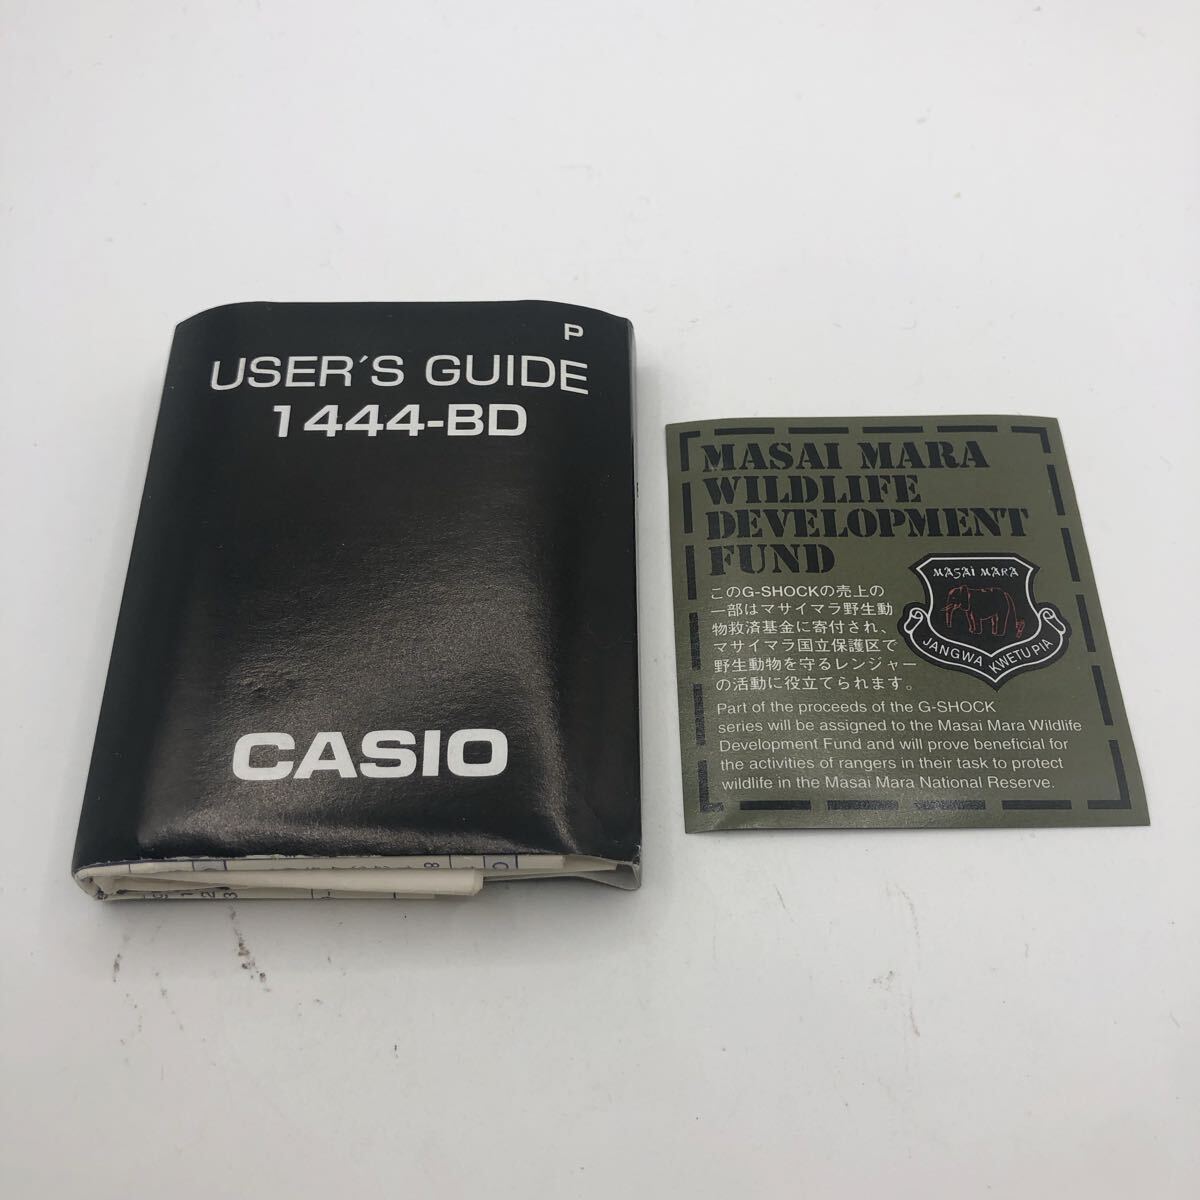 P
USER'S GUIDE
1444-BD
CASIO
MASAI MARA
WILDLIFE
DEVELOPMENT
FUND
このG-SHOCKの売上の
一部はマサイマラ野生動
物救済基金に寄付され、
マサイマラ国立保護区で
野生動物を守るレンジャー
の活動に役立てられます。
MASAI MARA
JANGWA KWETU PIA
Part of the proceeds of the G-SHOCK
series will be assigned to the Masai Mara Wildlife
Development Fund and will prove beneficial for
the activities of rangers in their task to protect
wildlife in the Masai Mara National Reserve.